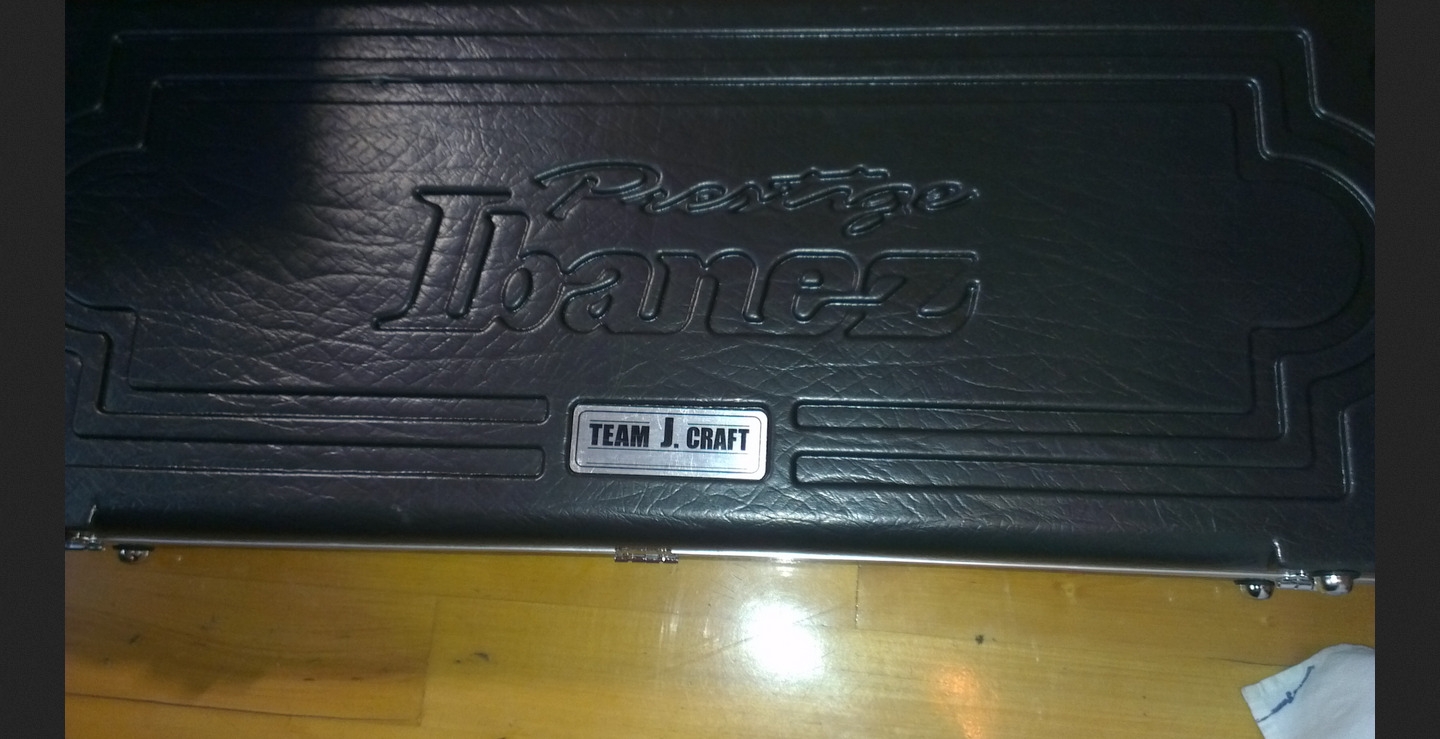 Prestige
Ibanez
TEAM J. CRAFT